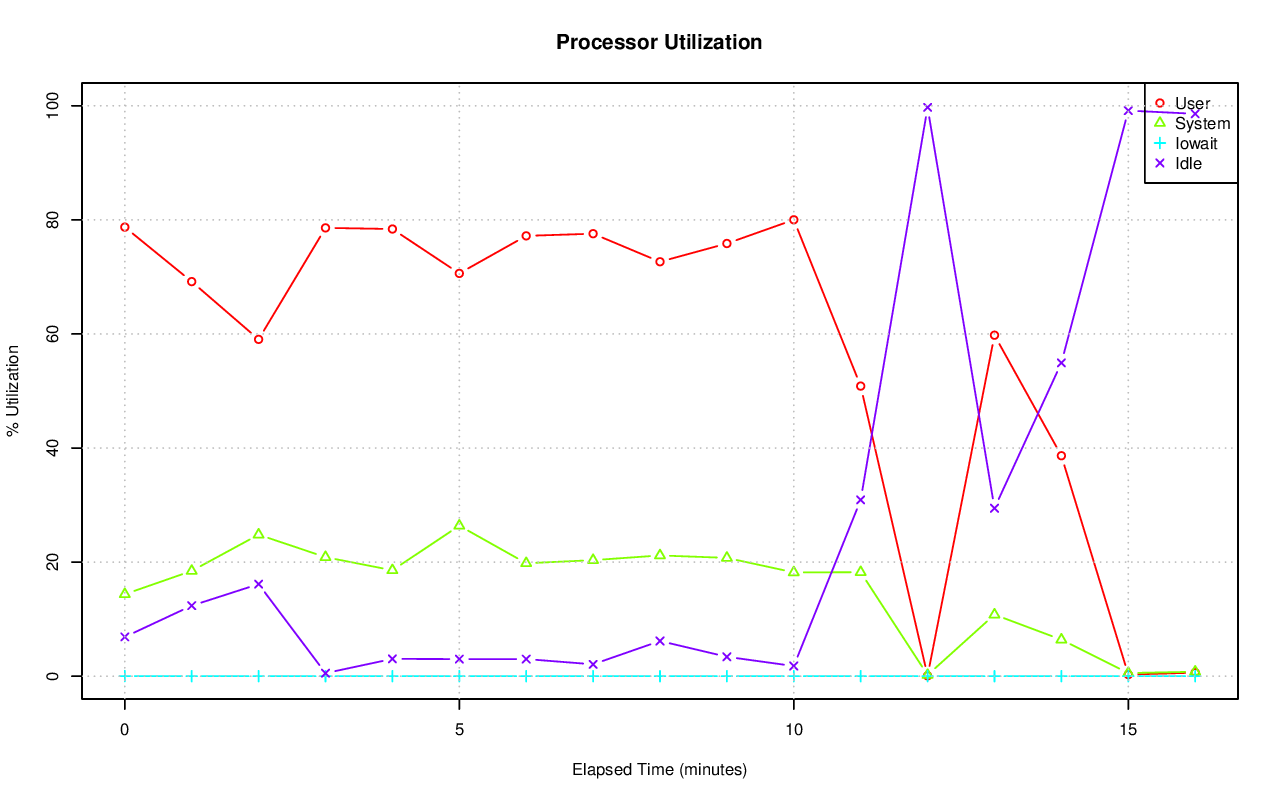 Processor Utilization
% Utilization
100
80
60
40
20
0
User
System
Iowait
Idle
0 5 10 15
Elapsed Time (minutes)